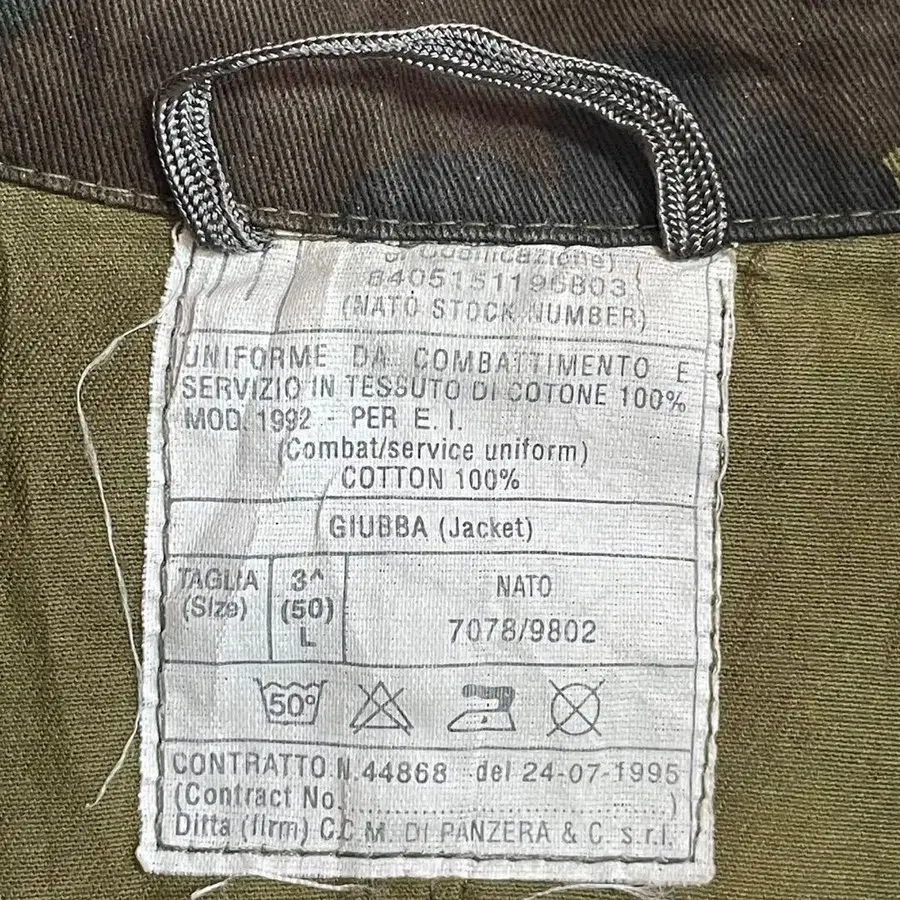 di codificazione)
8405151196803
(NATO STOCK NUMBER)
UNIFORME DA COMBATTIMENTO E
SERVIZIO IN TESSUTO DI COTONE 100%
MOD. 1992 - PER E. I.
(Combat/service uniform)
COTTON 100%
GIUBBA (Jacket)
TAGLIA
(Size)
3^
(50)
L
NATO
7078/9802
50°
CONTRATTO N. 44868 del 24-07-1995
(Contract No. )
Ditta (firm) C.C.M. DI PANZERA & C. s.r.l.